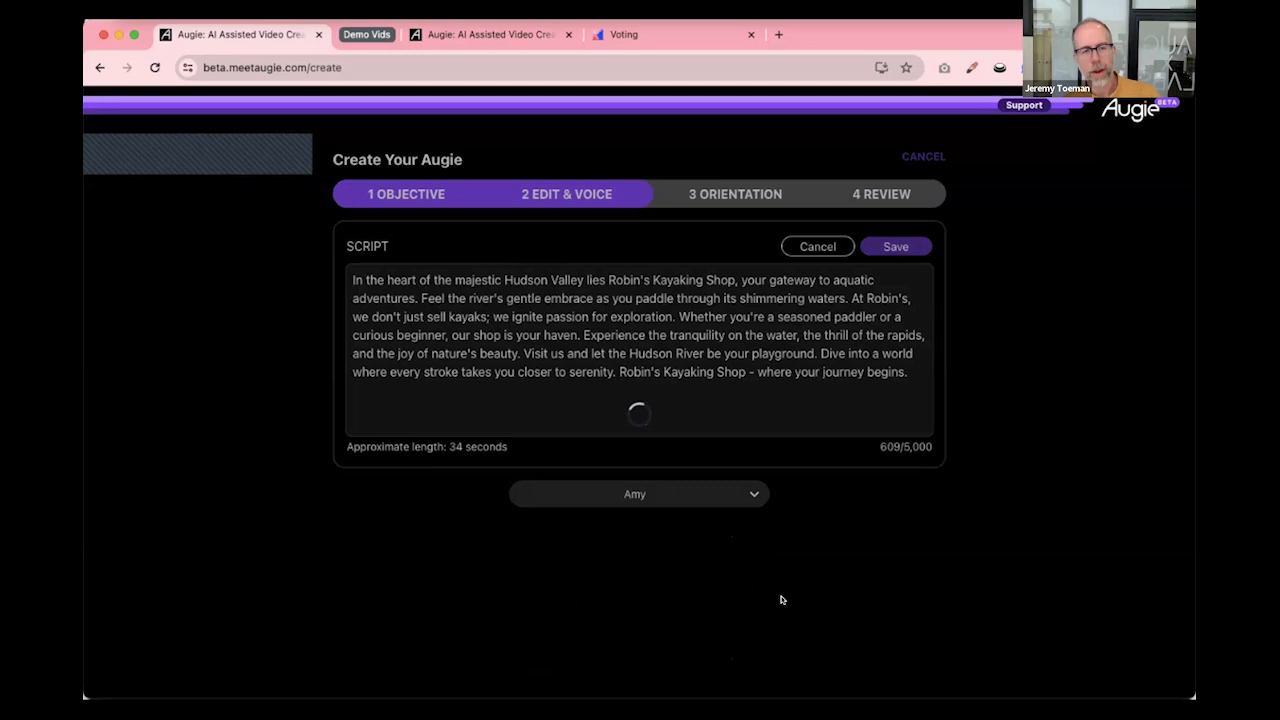 Augie: AI Assisted Video Crea
Demo Vids
Augie: AI Assisted Video Crea
Voting
beta.meetaugie.com/create
Jeremy Toeman
AUG
X
LAB
Support
Augie
BETA
Create Your Augie
CANCEL
1 OBJECTIVE
2 EDIT & VOICE
3 ORIENTATION
4 REVIEW
SCRIPT
Cancel
Save
In the heart of the majestic Hudson Valley lies Robin's Kayaking Shop, your gateway to aquatic
adventures. Feel the river's gentle embrace as you paddle through its shimmering waters. At Robin's,
we don't just sell kayaks; we ignite passion for exploration. Whether you're a seasoned paddler or a
curious beginner, our shop is your haven. Experience the tranquility on the water, the thrill of the rapids,
and the joy of nature's beauty. Visit us and let the Hudson River be your playground. Dive into a world
where every stroke takes you closer to serenity. Robin's Kayaking Shop - where your journey begins.
Approximate length: 34 seconds
609/5,000
Amy